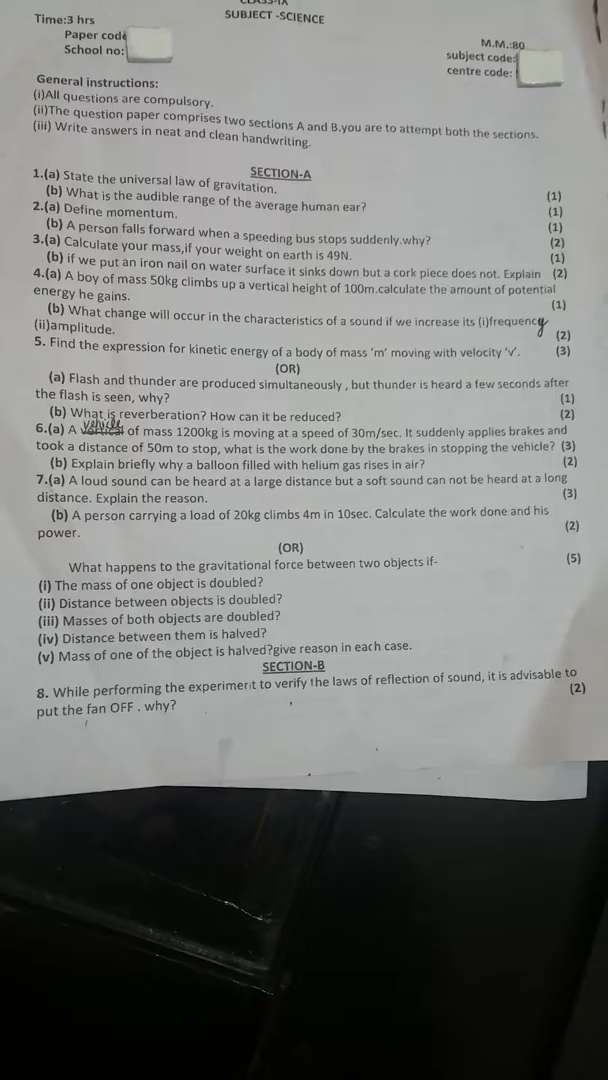 CLASS-IX
SUBJECT -SCIENCE
Time:3 hrs
Paper code
School no:
M.M.:80
subject code:
centre code:
General instructions:
(i)All questions are compulsory.
(ii)The question paper comprises two sections A and B.you are to attempt both the sections.
(iii) Write answers in neat and clean handwriting.
SECTION-A
1.(a) State the universal law of gravitation. (1)
(b) What is the audible range of the average human ear? (1)
2.(a) Define momentum. (1)
(b) A person falls forward when a speeding bus stops suddenly.why? (2)
3.(a) Calculate your mass,if your weight on earth is 49N. (1)
(b) if we put an iron nail on water surface it sinks down but a cork piece does not. Explain (2)
4.(a) A boy of mass 50kg climbs up a vertical height of 100m.calculate the amount of potential
energy he gains. (1)
(b) What change will occur in the characteristics of a sound if we increase its (i)frequency
(ii)amplitude. (2)
5. Find the expression for kinetic energy of a body of mass 'm' moving with velocity 'v'. (3)
(OR)
(a) Flash and thunder are produced simultaneously , but thunder is heard a few seconds after
the flash is seen, why? (1)
(b) What is reverberation? How can it be reduced? (2)
6.(a) A vehicle of mass 1200kg is moving at a speed of 30m/sec. It suddenly applies brakes and
took a distance of 50m to stop, what is the work done by the brakes in stopping the vehicle? (3)
(b) Explain briefly why a balloon filled with helium gas rises in air? (2)
7.(a) A loud sound can be heard at a large distance but a soft sound can not be heard at a long
distance. Explain the reason. (3)
(b) A person carrying a load of 20kg climbs 4m in 10sec. Calculate the work done and his
power. (2)
(OR)
What happens to the gravitational force between two objects if- (5)
(i) The mass of one object is doubled?
(ii) Distance between objects is doubled?
(iii) Masses of both objects are doubled?
(iv) Distance between them is halved?
(v) Mass of one of the object is halved?give reason in each case.
SECTION-B
8. While performing the experiment to verify the laws of reflection of sound, it is advisable to
put the fan OFF . why? (2)